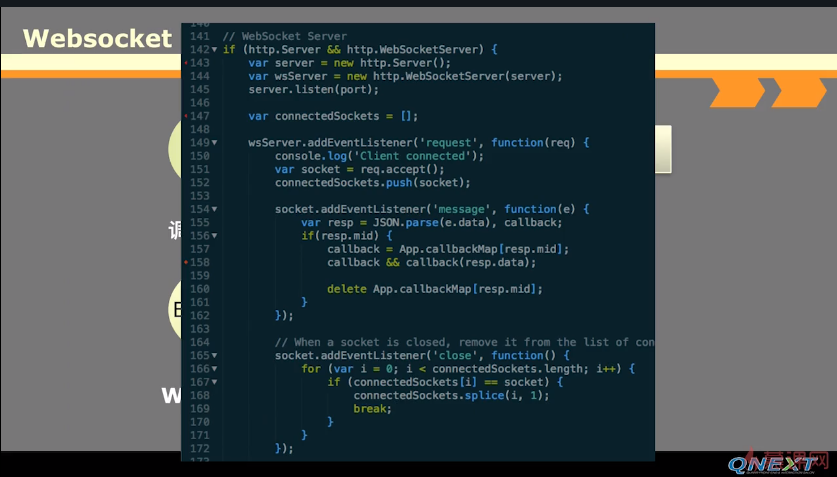 Websocket
141 // WebSocket Server
142 if (http.Server && http.WebSocketServer) {
143 var server = new http.Server();
144 var wsServer = new http.WebSocketServer(server);
145 server.listen(port);
146
147 var connectedSockets = [];
148
149 wsServer.addEventListener('request', function(req) {
150 console.log('Client connected');
151 var socket = req.accept();
152 connectedSockets.push(socket);
153
154 socket.addEventListener('message', function(e) {
155 var resp = JSON.parse(e.data), callback;
156 if(resp.mid) {
157 callback = App.callbackMap[resp.mid];
158 callback && callback(resp.data);
159
160 delete App.callbackMap[resp.mid];
161 }
162 });
163
164 // When a socket is closed, remove it from the list of con
165 socket.addEventListener('close', function() {
166 for (var i = 0; i < connectedSockets.length; i++) {
167 if (connectedSockets[i] == socket) {
168 connectedSockets.splice(i, 1);
169 break;
170 }
171 }
172 });
调
E
W
QNEXT
慕课网